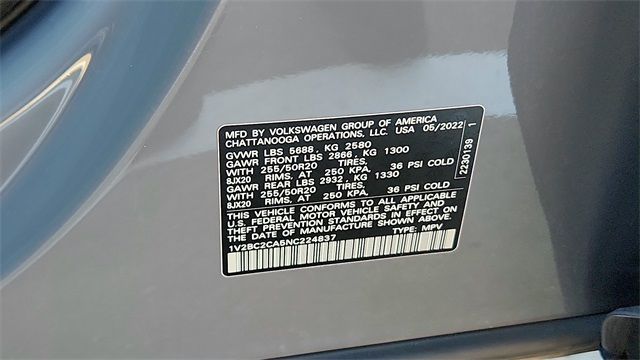 MFD BY VOLKSWAGEN GROUP OF AMERICA
CHATTANOOGA OPERATIONS, LLC. USA 05/2022
GVWR LBS 5688, KG 2580
GAWR FRONT LBS 2866, KG 1300
WITH 255/50R20 TIRES,
8JX20 RIMS, AT 250 KPA, 36 PSI COLD
GAWR REAR LBS 2932, KG 1330
WITH 255/50R20 TIRES,
8JX20 RIMS, AT 250 KPA, 36 PSI COLD
THIS VEHICLE CONFORMS TO ALL APPLICABLE
U.S. FEDERAL MOTOR VEHICLE SAFETY AND
THEFT PREVENTION STANDARDS IN EFFECT ON
THE DATE OF MANUFACTURE SHOWN ABOVE.
1V2BC2CA5NC224837 TYPE: MPV
2230139 1